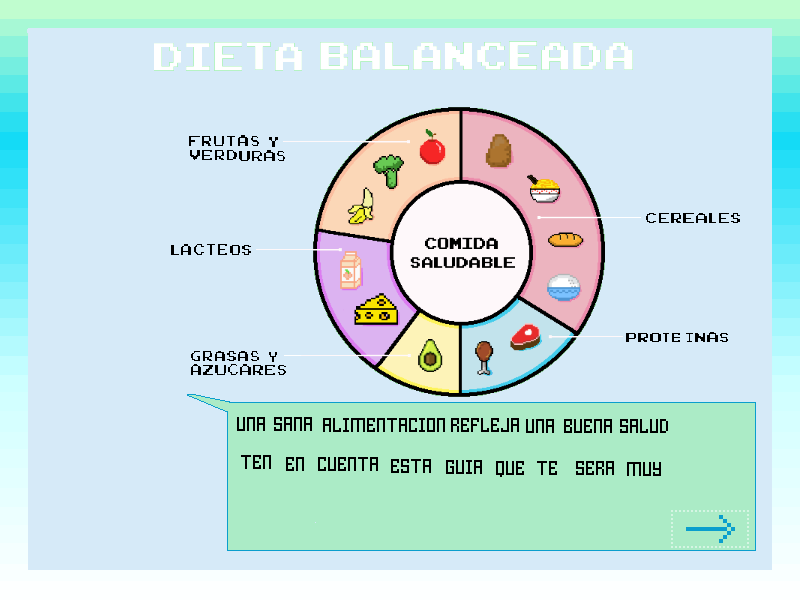 DIETA BALANCEADA
FRUTAS Y
VERDURAS
CEREALES
COMIDA
SALUDABLE
LACTEOS
PROTEINAS
GRASAS Y
AZUCARES
UNA SANA ALIMENTACION REFLEJA UNA BUENA SALUD
TEN EN CUENTA ESTA GUIA QUE TE SERA MUY